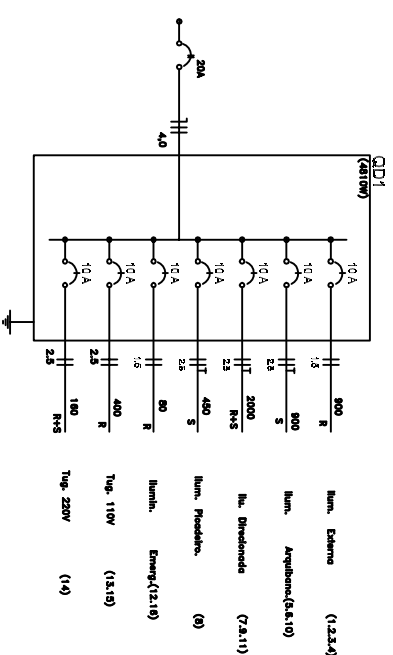 QD1
(4810W)
20A
4,0
10 A 1.5 900 R Ilum. Externa (1.2.3.4)
10 A 2.5 900 S Ilum. Arquibanc.(5.6.10)
10 A 2.5 2000 R+S Ilu. Direcionada (7.9.11)
10 A 2.5 450 S Ilum. Picadeiro. (8)
10 A 1.5 80 R Ilumin. Emerg.(12.16)
10 A 2.5 400 R Tug. 110V (13.15)
10 A 2.5 160 R+S Tug. 220V (14)